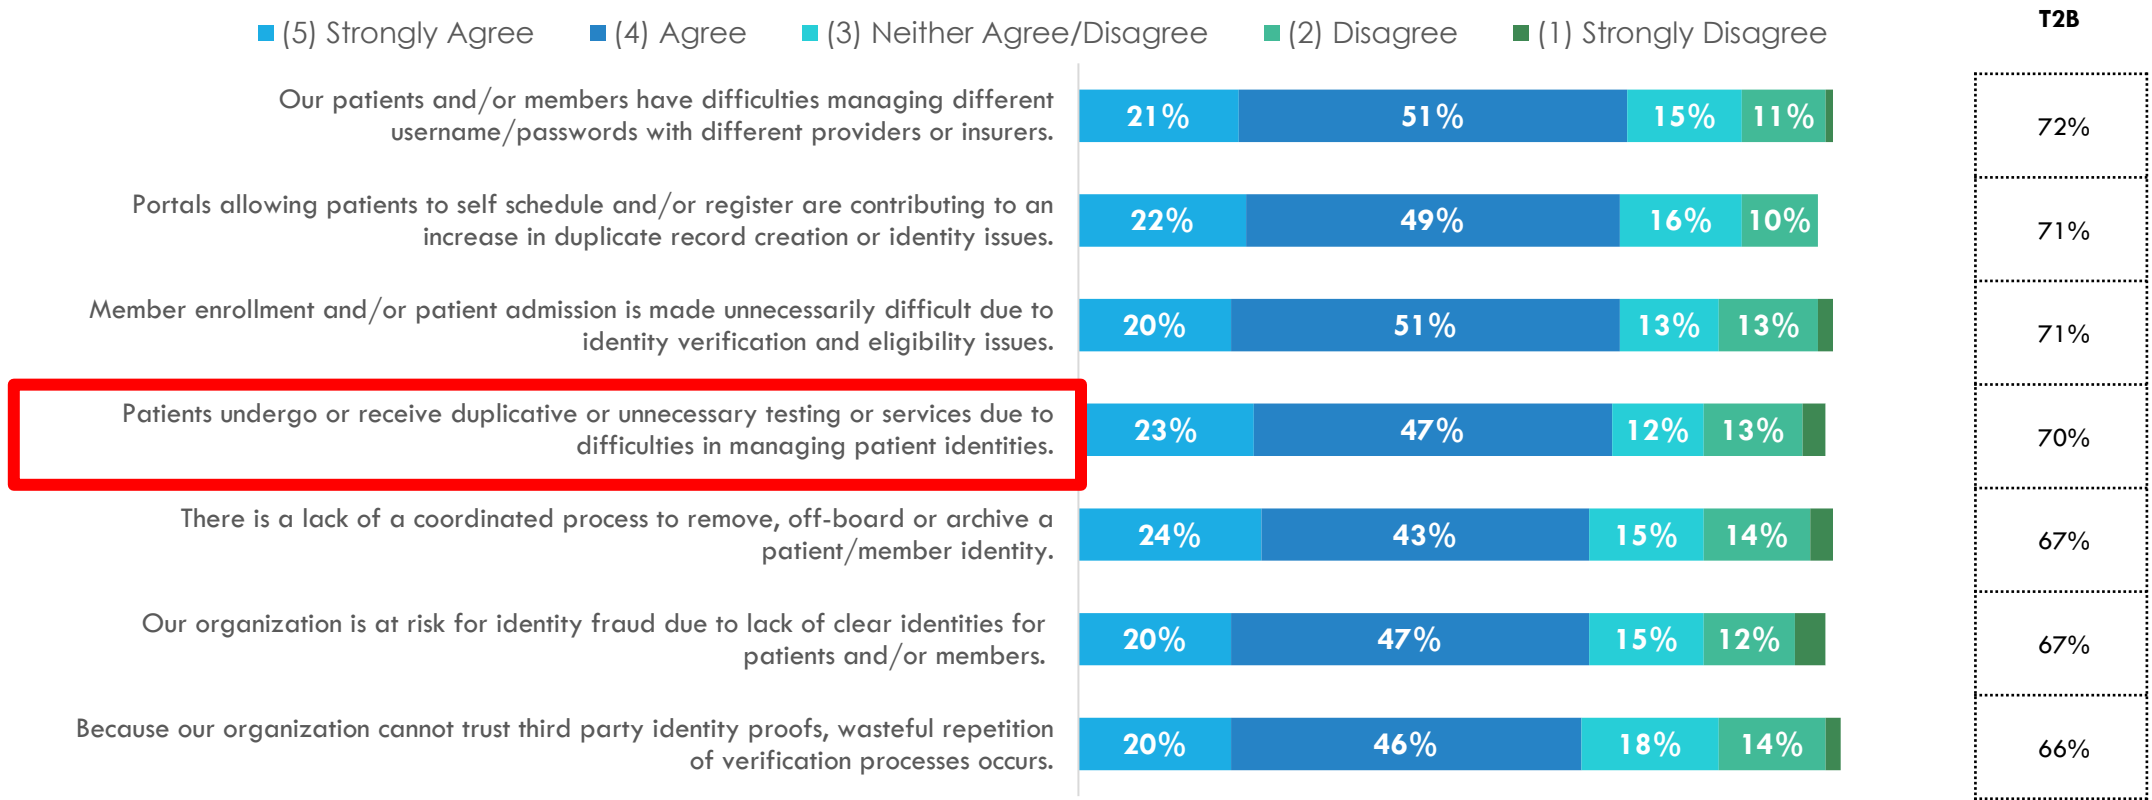 (5) Strongly Agree (4) Agree (3) Neither Agree/Disagree (2) Disagree (1) Strongly Disagree T2B
Our patients and/or members have difficulties managing different
username/passwords with different providers or insurers.
21% 51% 15% 11% 72%
Portals allowing patients to self schedule and/or register are contributing to an
increase in duplicate record creation or identity issues.
22% 49% 16% 10% 71%
Member enrollment and/or patient admission is made unnecessarily difficult due to
identity verification and eligibility issues.
20% 51% 13% 13% 71%
Patients undergo or receive duplicative or unnecessary testing or services due to
difficulties in managing patient identities.
23% 47% 12% 13% 70%
There is a lack of a coordinated process to remove, off-board or archive a
patient/member identity.
24% 43% 15% 14% 67%
Our organization is at risk for identity fraud due to lack of clear identities for
patients and/or members.
20% 47% 15% 12% 67%
Because our organization cannot trust third party identity proofs, wasteful repetition
of verification processes occurs.
20% 46% 18% 14% 66%